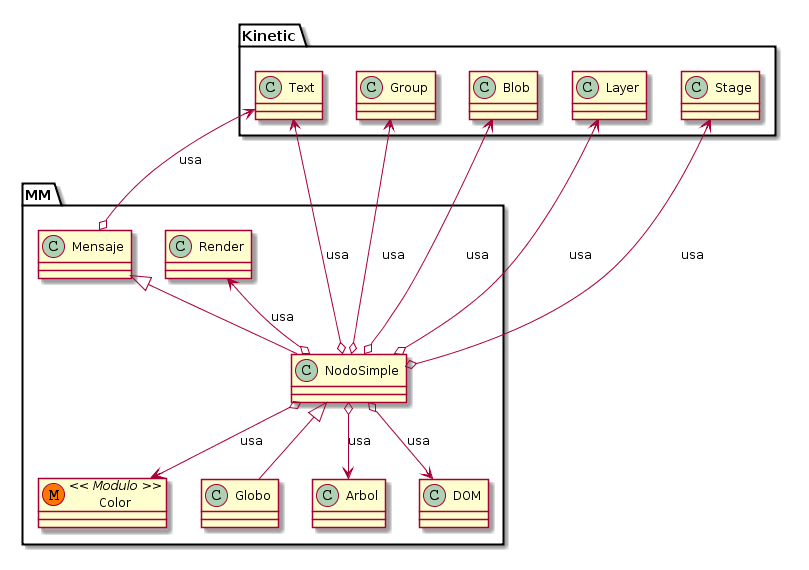 Kinetic
C Text
C Group
C Blob
C Layer
C Stage
usa
MM
C Mensaje
C Render
usa
usa
usa
usa
usa
usa
C NodoSimple
usa
usa
usa
M << Modulo >>
Color
C Globo
C Arbol
C DOM